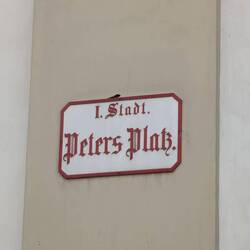 I. Stadt.
Peters Platz.